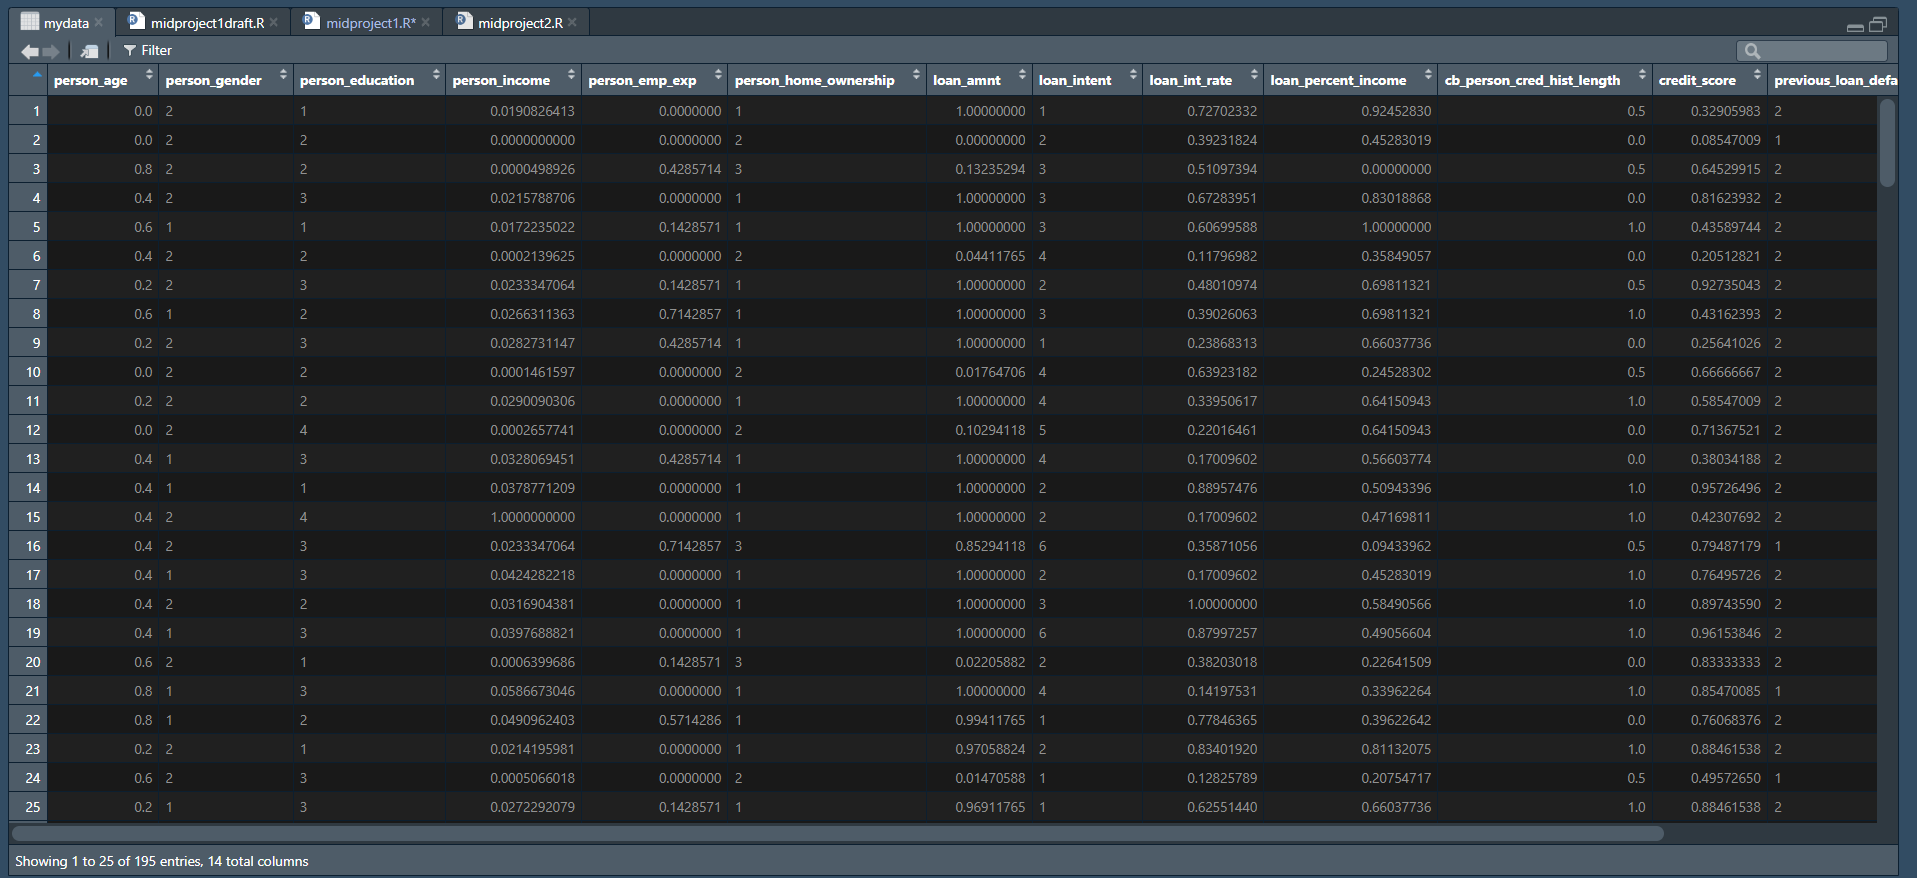 mydata midproject1draft.R midproject1.R* midproject2.R
Filter
person_age person_gender person_education person_income person_emp_exp person_home_ownership loan_amnt loan_intent loan_int_rate loan_percent_income cb_person_cred_hist_length credit_score previous_loan_defa
1 0.0 2 1 0.0190826413 0.0000000 1 1.00000000 1 0.72702332 0.92452830 0.5 0.32905983 2
2 0.0 2 2 0.0000000000 0.0000000 2 0.00000000 2 0.39231824 0.45283019 0.0 0.08547009 1
3 0.8 2 2 0.0000498926 0.4285714 3 0.13235294 3 0.51097394 0.00000000 0.5 0.64529915 2
4 0.4 2 3 0.0215788706 0.0000000 1 1.00000000 3 0.67283951 0.83018868 0.0 0.81623932 2
5 0.6 1 1 0.0172235022 0.1428571 1 1.00000000 3 0.60699588 1.00000000 1.0 0.43589744 2
6 0.4 2 2 0.0002139625 0.0000000 2 0.04411765 4 0.11796982 0.35849057 0.0 0.20512821 2
7 0.2 2 3 0.0233347064 0.1428571 1 1.00000000 2 0.48010974 0.69811321 0.5 0.92735043 2
8 0.6 1 2 0.0266311363 0.7142857 1 1.00000000 3 0.39026063 0.69811321 1.0 0.43162393 2
9 0.2 2 3 0.0282731147 0.4285714 1 1.00000000 1 0.23868313 0.66037736 0.0 0.25641026 2
10 0.0 2 2 0.0001461597 0.0000000 2 0.01764706 4 0.63923182 0.24528302 0.5 0.66666667 2
11 0.2 2 2 0.0290090306 0.0000000 1 1.00000000 4 0.33950617 0.64150943 1.0 0.58547009 2
12 0.0 2 4 0.0002657741 0.0000000 2 0.10294118 5 0.22016461 0.64150943 0.0 0.71367521 2
13 0.4 1 3 0.0328069451 0.4285714 1 1.00000000 4 0.17009602 0.56603774 0.0 0.38034188 2
14 0.4 1 1 0.0378771209 0.0000000 1 1.00000000 2 0.88957476 0.50943396 1.0 0.95726496 2
15 0.4 2 4 1.0000000000 0.0000000 1 1.00000000 2 0.17009602 0.47169811 1.0 0.42307692 2
16 0.4 2 3 0.0233347064 0.7142857 3 0.85294118 6 0.35871056 0.09433962 0.5 0.79487179 1
17 0.4 1 3 0.0424282218 0.0000000 1 1.00000000 2 0.17009602 0.45283019 1.0 0.76495726 2
18 0.4 2 2 0.0316904381 0.0000000 1 1.00000000 3 1.00000000 0.58490566 1.0 0.89743590 2
19 0.4 1 3 0.0397688821 0.0000000 1 1.00000000 6 0.87997257 0.49056604 1.0 0.96153846 2
20 0.6 2 1 0.0006399686 0.1428571 3 0.02205882 2 0.38203018 0.22641509 0.0 0.83333333 2
21 0.8 1 3 0.0586673046 0.0000000 1 1.00000000 4 0.14197531 0.33962264 1.0 0.85470085 1
22 0.8 1 2 0.0490962403 0.5714286 1 0.99411765 1 0.77846365 0.39622642 0.0 0.76068376 2
23 0.2 2 1 0.0214195981 0.0000000 1 0.97058824 2 0.83401920 0.81132075 1.0 0.88461538 2
24 0.6 2 3 0.0005066018 0.0000000 2 0.01470588 1 0.12825789 0.20754717 0.5 0.49572650 1
25 0.2 1 3 0.0272292079 0.1428571 1 0.96911765 1 0.62551440 0.66037736 1.0 0.88461538 2
Showing 1 to 25 of 195 entries, 14 total columns